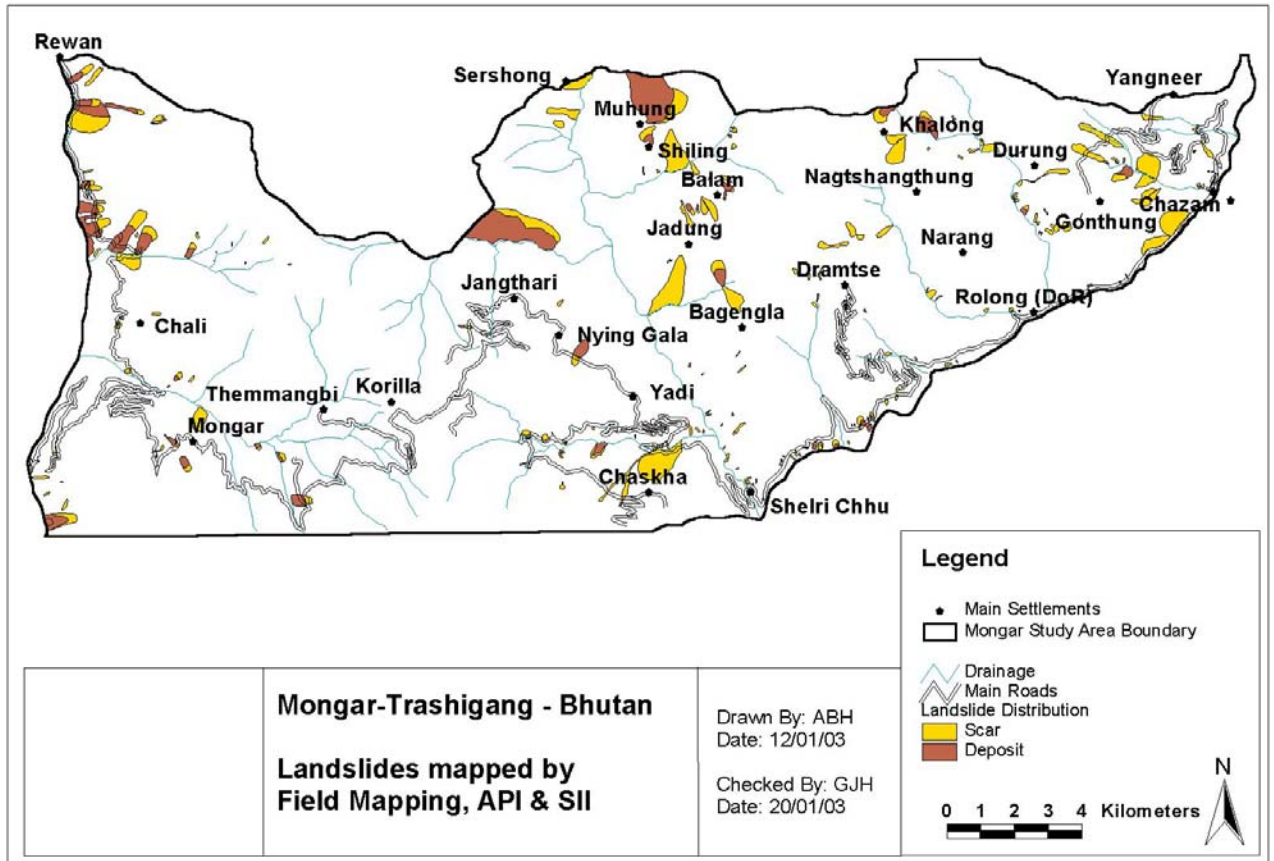 Rewan
Sershong
Yangneer
Muhung
Khalong
Shiling
Durung
Balam
Nagtshangthung
Chazam
Gonthung
Jadung
Narang
Dramtse
Jangthari
Rolong (DoR)
Bagengla
Chali
Nying Gala
Themmangbi
Korilla
Yadi
Mongar
Chaskha
Shelri Chhu
Legend
Main Settlements
Mongar Study Area Boundary
Drainage
Main Roads
Landslide Distribution
Scar
Deposit
N
0 1 2 3 4 Kilometers
Mongar-Trashigang - Bhutan
Landslides mapped by
Field Mapping, API & SII
Drawn By: ABH
Date: 12/01/03
Checked By: GJH
Date: 20/01/03